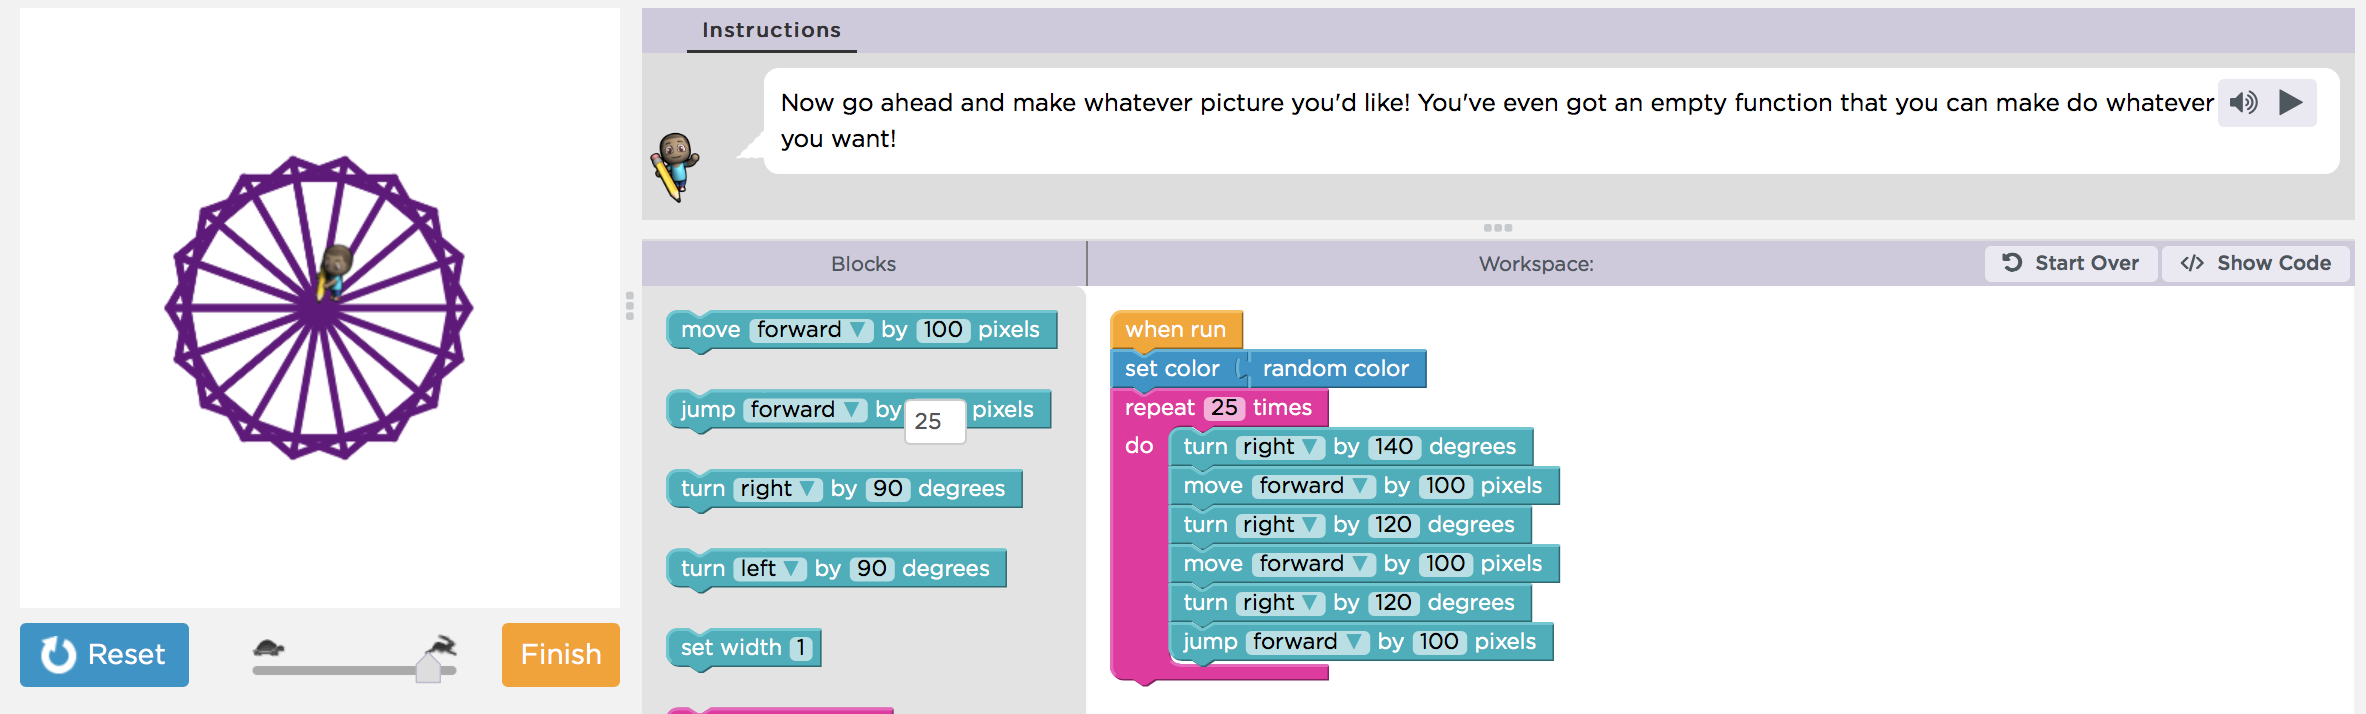 Instructions
Now go ahead and make whatever picture you'd like! You've even got an empty function that you can make do whatever
you want!
Blocks
Workspace:
Start Over
</> Show Code
move forward by 100 pixels
jump forward by 25 pixels
turn right by 90 degrees
turn left by 90 degrees
set width 1
when run
set color random color
repeat 25 times
do turn right by 140 degrees
move forward by 100 pixels
turn right by 120 degrees
move forward by 100 pixels
turn right by 120 degrees
jump forward by 100 pixels
Reset
Finish